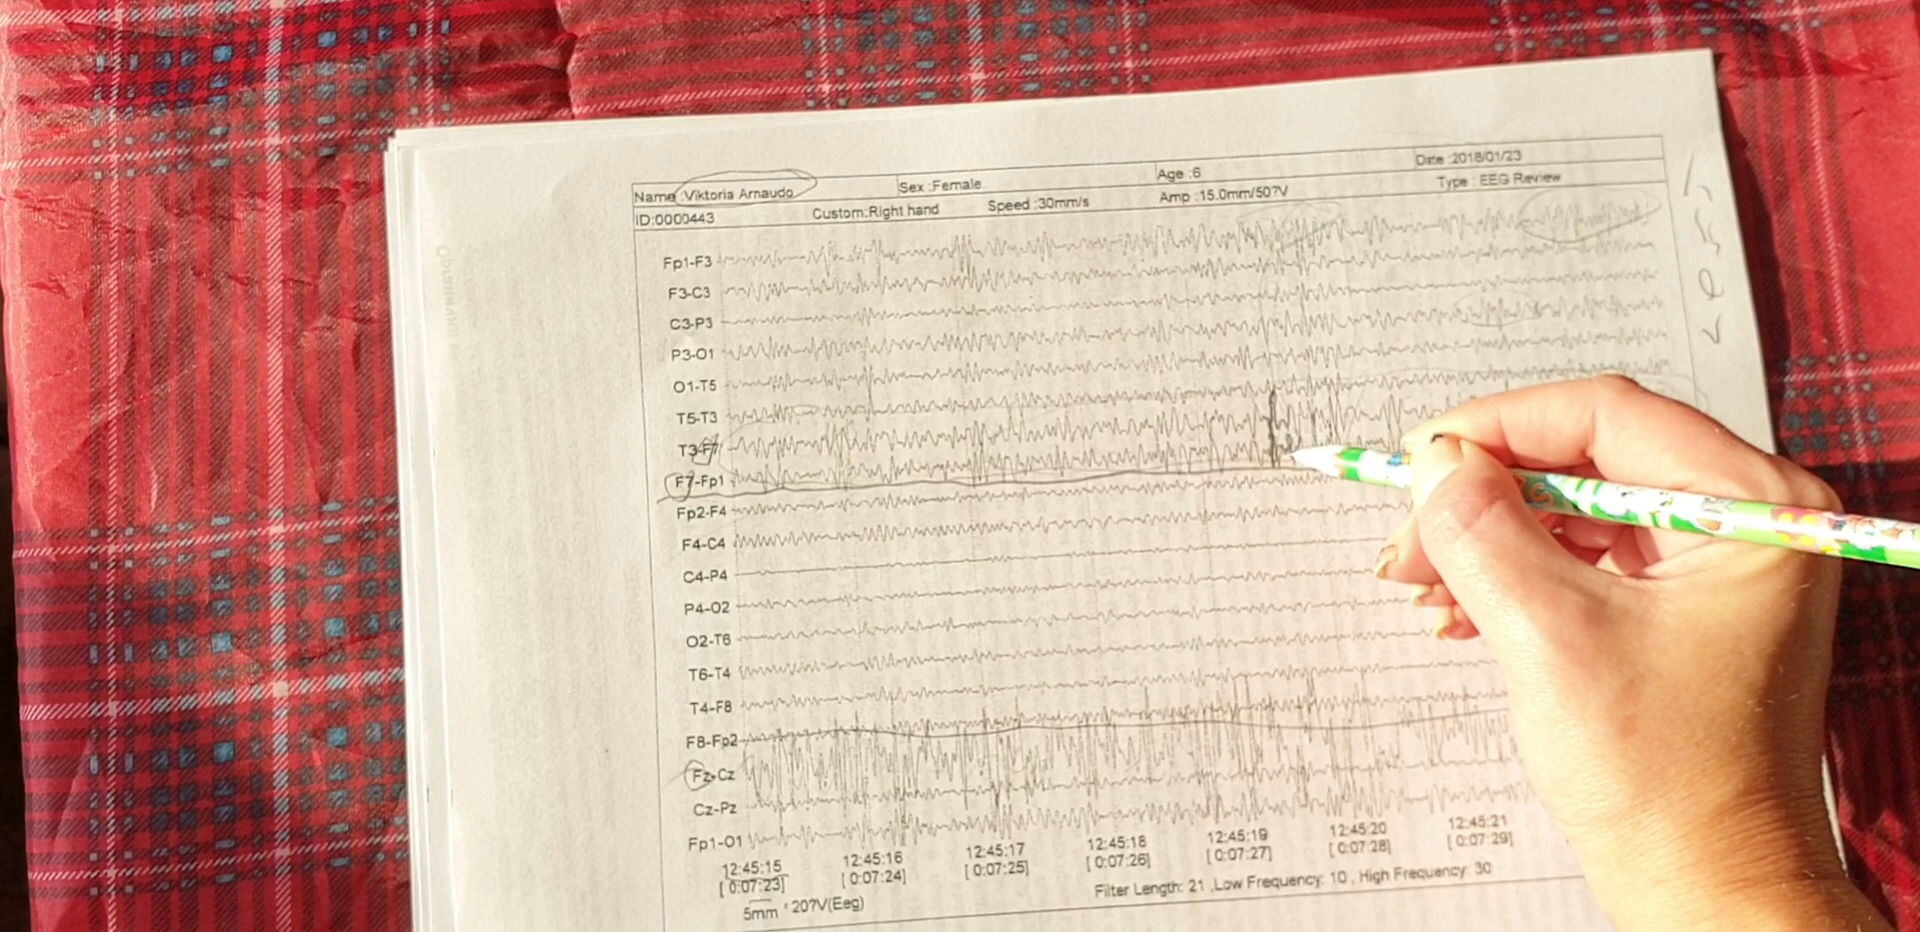 Name :Viktoria Arnaudo Sex :Female Age :6 Date :2018/01/23
ID:0000443 Custom:Right hand Speed :30mm/s Amp :15.0mm/50?V Type : EEG Review
Fp1-F3
F3-C3
C3-P3
P3-O1
O1-T5
T5-T3
T3-F7
F7-Fp1
Fp2-F4
F4-C4
C4-P4
P4-O2
O2-T6
T6-T4
T4-F8
F8-Fp2
Fz-Cz
Cz-Pz
Fp1-O1
12:45:15 12:45:16 12:45:17 12:45:18 12:45:19 12:45:20 12:45:21
[ 0:07:23] [ 0:07:24] [ 0:07:25] [ 0:07:26] [ 0:07:27] [ 0:07:28] [ 0:07:29]
5mm : 20?V(Eeg) Filter Length: 21 ,Low Frequency: 10 , High Frequency: 30